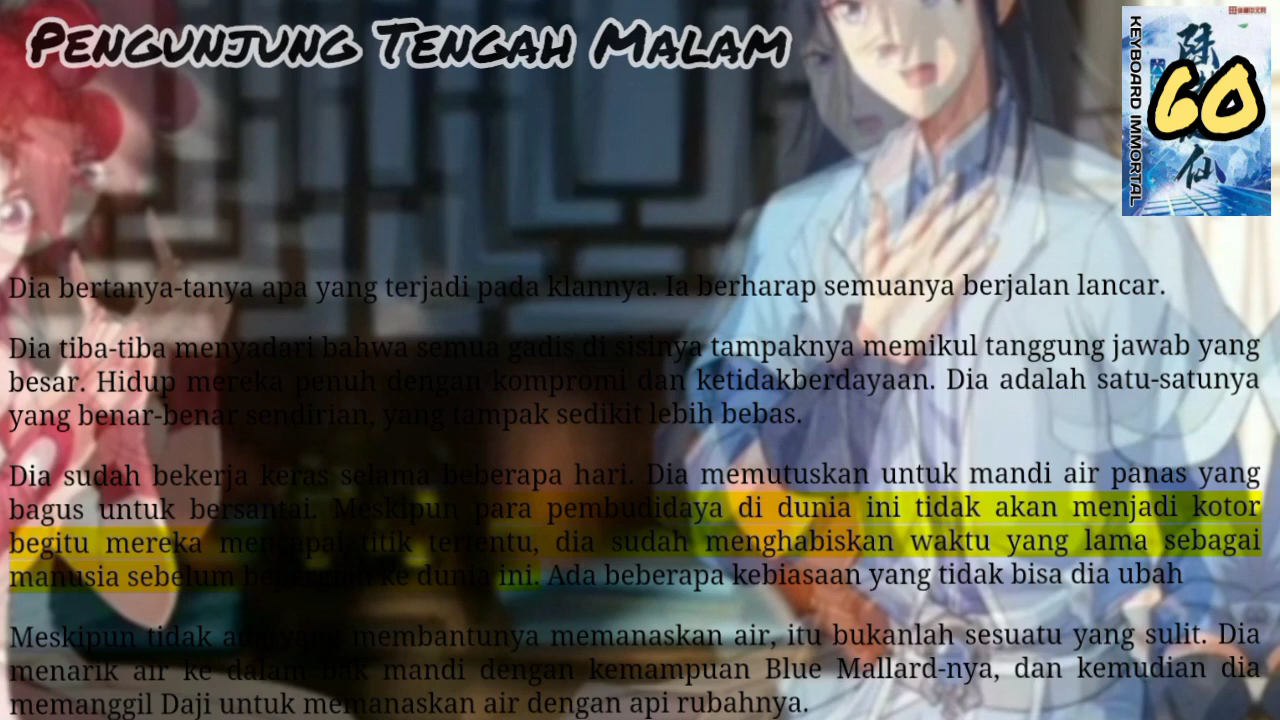 Pengunjung Tengah Malam
KEYBOARD IMMORTAL
60
仙
Dia bertanya-tanya apa yang terjadi pada klannya. Ia berharap semuanya berjalan lancar.
Dia tiba-tiba menyadari bahwa semua gadis di sisinya tampaknya memikul tanggung jawab yang
besar. Hidup mereka penuh dengan kompromi dan ketidakberdayaan. Dia adalah satu-satunya
yang benar-benar sendirian, yang tampak sedikit lebih bebas.
Dia sudah bekerja keras selama beberapa hari. Dia memutuskan untuk mandi air panas yang
bagus untuk bersantai. Meskipun para pembudidaya di dunia ini tidak akan menjadi kotor
begitu mereka mencapai titik tertentu, dia sudah menghabiskan waktu yang lama sebagai
manusia sebelum bepergian ke dunia ini. Ada beberapa kebiasaan yang tidak bisa dia ubah
Meskipun tidak ada yang membantunya memanaskan air, itu bukanlah sesuatu yang sulit. Dia
menarik air ke dalam bak mandi dengan kemampuan Blue Mallard-nya, dan kemudian dia
memanggil Daji untuk memanaskan air dengan api rubahnya.